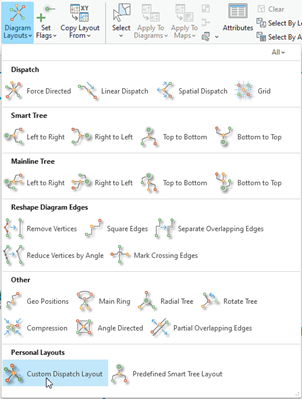 Diagram Layouts
Set Flags
Copy Layout From
Select
Apply To Diagrams
Apply To Maps
Attributes
Clear
Select By
Select By A
All
Dispatch
Force Directed
Linear Dispatch
Spatial Dispatch
Grid
Smart Tree
Left to Right
Right to Left
Top to Bottom
Bottom to Top
Mainline Tree
Left to Right
Right to Left
Top to Bottom
Bottom to Top
Reshape Diagram Edges
Remove Vertices
Square Edges
Separate Overlapping Edges
Reduce Vertices by Angle
Mark Crossing Edges
Other
Geo Positions
Main Ring
Radial Tree
Rotate Tree
Compression
Angle Directed
Partial Overlapping Edges
Personal Layouts
Custom Dispatch Layout
Predefined Smart Tree Layout